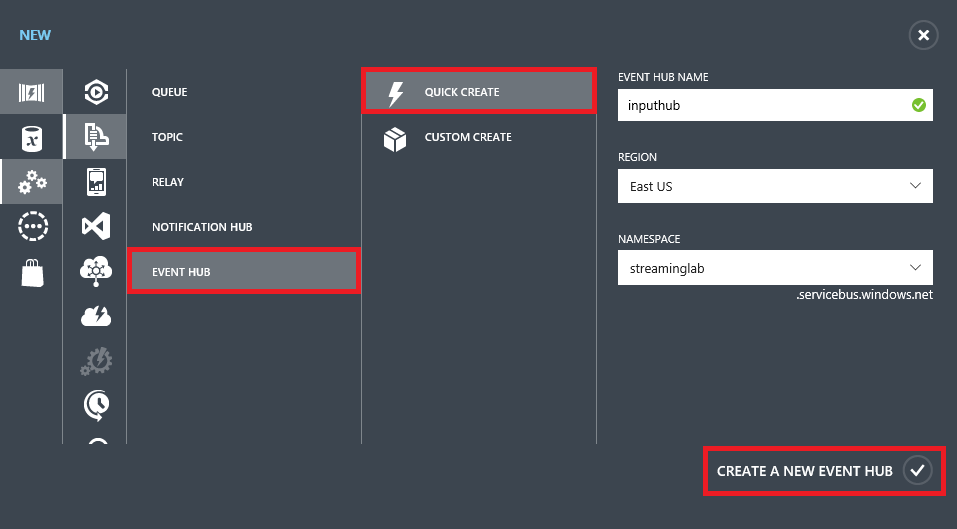 NEW
QUEUE
TOPIC
RELAY
NOTIFICATION HUB
EVENT HUB
QUICK CREATE
CUSTOM CREATE
EVENT HUB NAME
inputhub
REGION
East US
NAMESPACE
streaminglab
.servicebus.windows.net
CREATE A NEW EVENT HUB